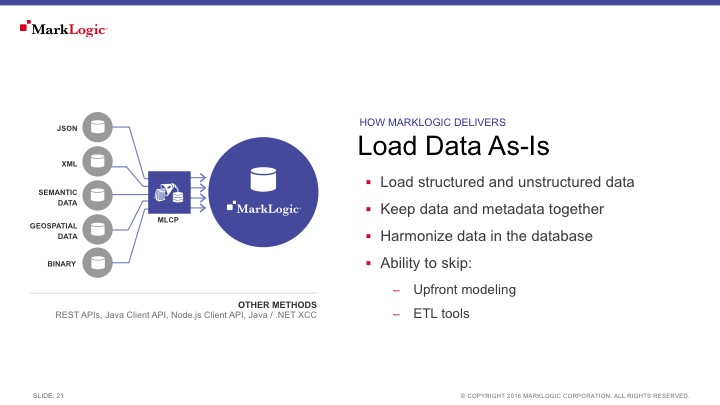 MarkLogic
JSON
XML
SEMANTIC
DATA
GEOSPATIAL
DATA
BINARY
MLCP
MarkLogic
OTHER METHODS
REST APIs, Java Client API, Node.js Client API, Java / .NET XCC
HOW MARKLOGIC DELIVERS
Load Data As-Is
▪ Load structured and unstructured data
▪ Keep data and metadata together
▪ Harmonize data in the database
▪ Ability to skip:
– Upfront modeling
– ETL tools
SLIDE: 21
© COPYRIGHT 2016 MARKLOGIC CORPORATION. ALL RIGHTS RESERVED.